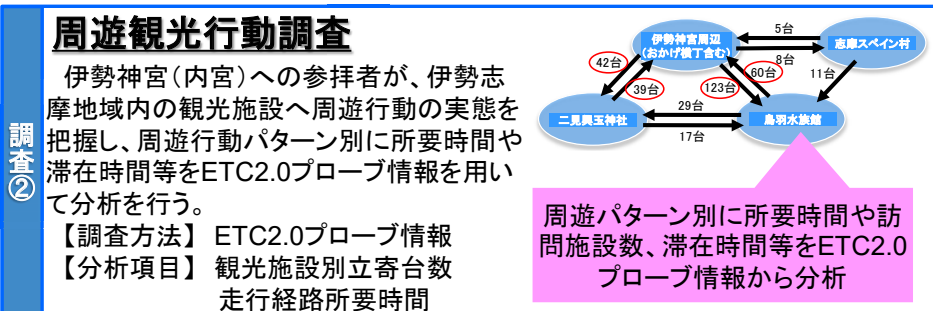 調査②
周遊観光行動調査
伊勢神宮(内宮)への参拝者が、伊勢志
摩地域内の観光施設へ周遊行動の実態を
把握し、周遊行動パターン別に所要時間や
滞在時間等をETC2.0プローブ情報を用い
て分析を行う。
【調査方法】 ETC2.0プローブ情報
【分析項目】 観光施設別立寄台数
走行経路所要時間
伊勢神宮周辺
(おかげ横丁含む)
5台
志摩スペイン村
8台
42台
39台
123台
60台
11台
二見興玉神社
29台
17台
鳥羽水族館
周遊パターン別に所要時間や訪
問施設数、滞在時間等をETC2.0
プローブ情報から分析